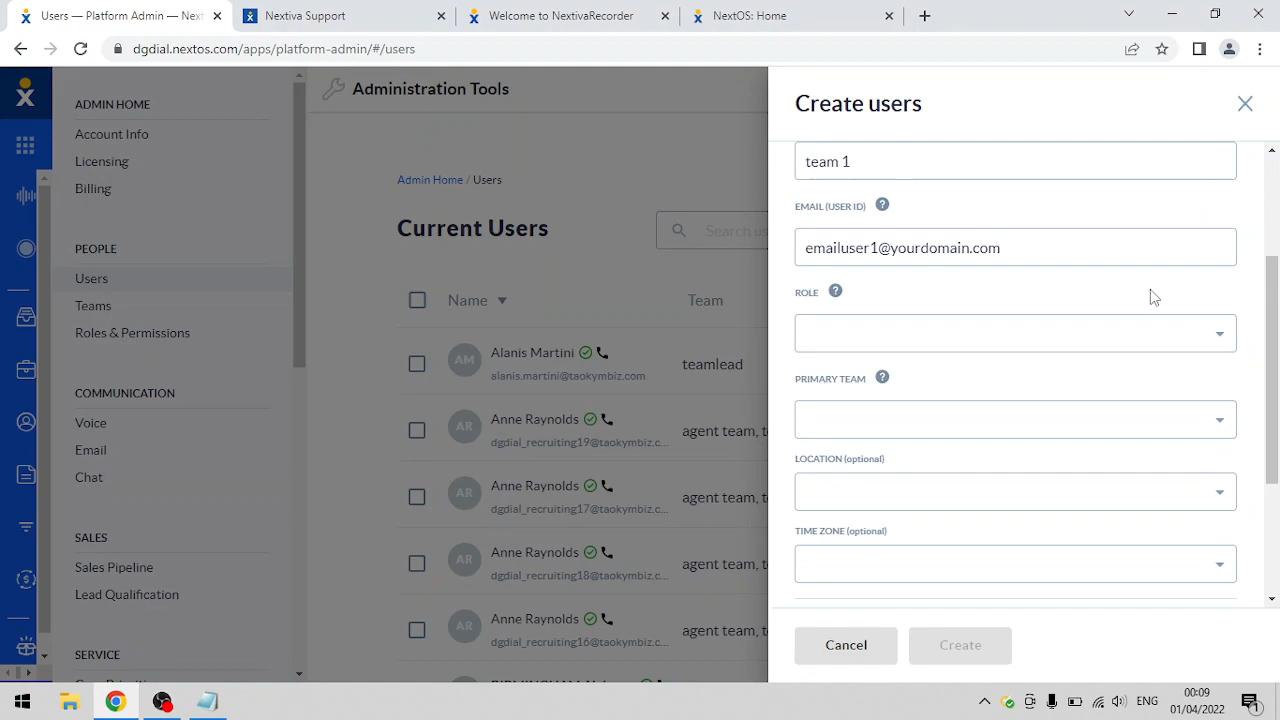 Users — Platform Admin — Next
Nextiva Support
Welcome to NextivaRecorder
NextOS: Home
dgdial.nextos.com/apps/platform-admin/#/users
ADMIN HOME
Account Info
Licensing
Billing
PEOPLE
Users
Teams
Roles & Permissions
COMMUNICATION
Voice
Email
Chat
SALES
Sales Pipeline
Lead Qualification
SERVICE
Administration Tools
Admin Home / Users
Current Users
Search us
Name
Team
AM
Alanis Martini
alanis.martini@taokymbiz.com
teamlead
AR
Anne Raynolds
dgdial_recruiting19@taokymbiz.c...
agent team, t
AR
Anne Raynolds
dgdial_recruiting17@taokymbiz.c...
agent team, t
AR
Anne Raynolds
dgdial_recruiting18@taokymbiz.c...
agent team, t
AR
Anne Raynolds
dgdial_recruiting16@taokymbiz.c...
agent team, t
Create users
team 1
EMAIL (USER ID)
emailuser1@yourdomain.com
ROLE
PRIMARY TEAM
LOCATION (optional)
TIME ZONE (optional)
Cancel
Create
ENG
00:09
01/04/2022
1